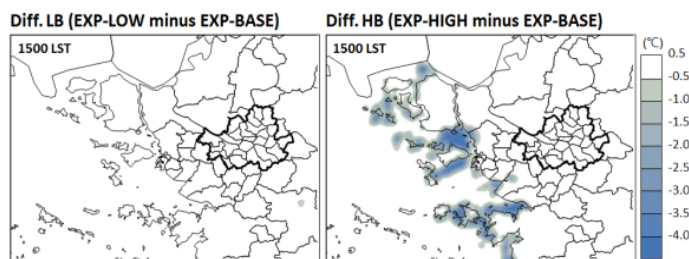 Diff. LB (EXP-LOW minus EXP-BASE)
Diff. HB (EXP-HIGH minus EXP-BASE)
1500 LST
1500 LST
(℃)
0.5
-0.5
-1.0
-1.5
-2.0
-2.5
-3.0
-3.5
-4.0